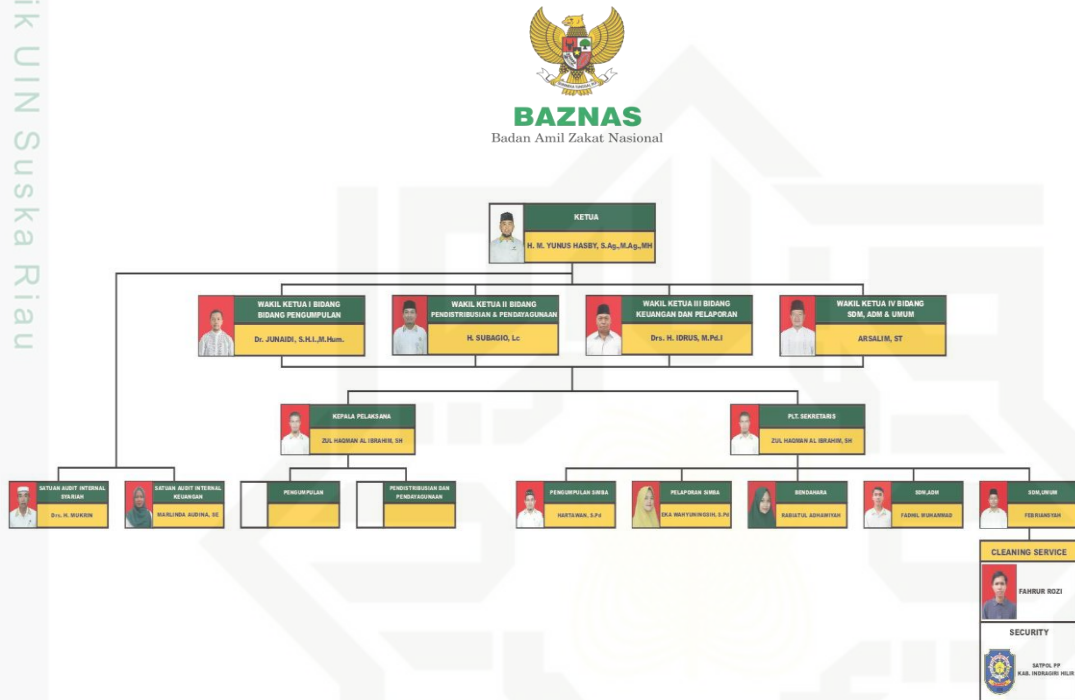 ik UIN Suska Riau
BAZNAS
Badan Amil Zakat Nasional
KETUA
H. M. YUNUS HASBY, S.Ag.,M.Ag.,MH
WAKIL KETUA I BIDANG
BIDANG PENGUMPULAN
Dr. JUNAIDI, S.H.I.,M.Hum.
WAKIL KETUA II BIDANG
PENDISTRIBUSIAN & PENDAYAGUNAAN
H. SUBAGIO, Lc
WAKIL KETUA III BIDANG
KEUANGAN DAN PELAPORAN
Drs. H. IDRUS, M.Pd.I
WAKIL KETUA IV BIDANG
SDM, ADM & UMUM
ARSALIM, ST
KEPALA PELAKSANA
ZUL HAQMAN AL IBRAHIM, SH
PLT. SEKRETARIS
ZUL HAQMAN AL IBRAHIM, SH
SATUAN AUDIT INTERNAL
SYARIAH
Drs. H. MUKRIN
SATUAN AUDIT INTERNAL
KEUANGAN
MARLINDA AUDINA, SE
PENGUMPULAN
PENDISTRIBUSIAN DAN
PENDAYAGUNAAN
PENGUMPULAN SIMBA
HARTAWAN, S.Pd
PELAPORAN SIMBA
EKA WAHYUNINGSIH, S.Pd
BENDAHARA
RABIATUL ADHAWIYAH
SDM,ADM
FADHIL MUHAMMAD
SDM,UMUM
FEBRIANSYAH
CLEANING SERVICE
FAHRUR ROZI
SECURITY
SATPOL PP
KAB. INDRAGIRI HILIR